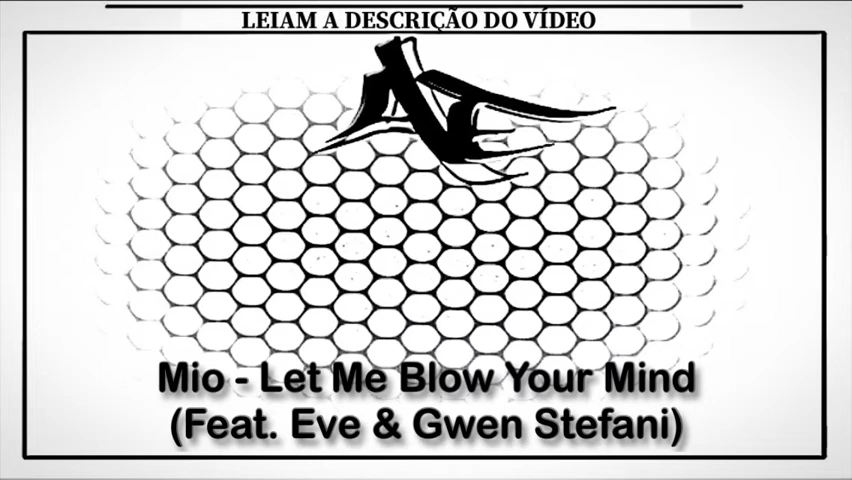 LEIAM A DESCRIÇÃO DO VÍDEO
Mio - Let Me Blow Your Mind
(Feat. Eve & Gwen Stefani)